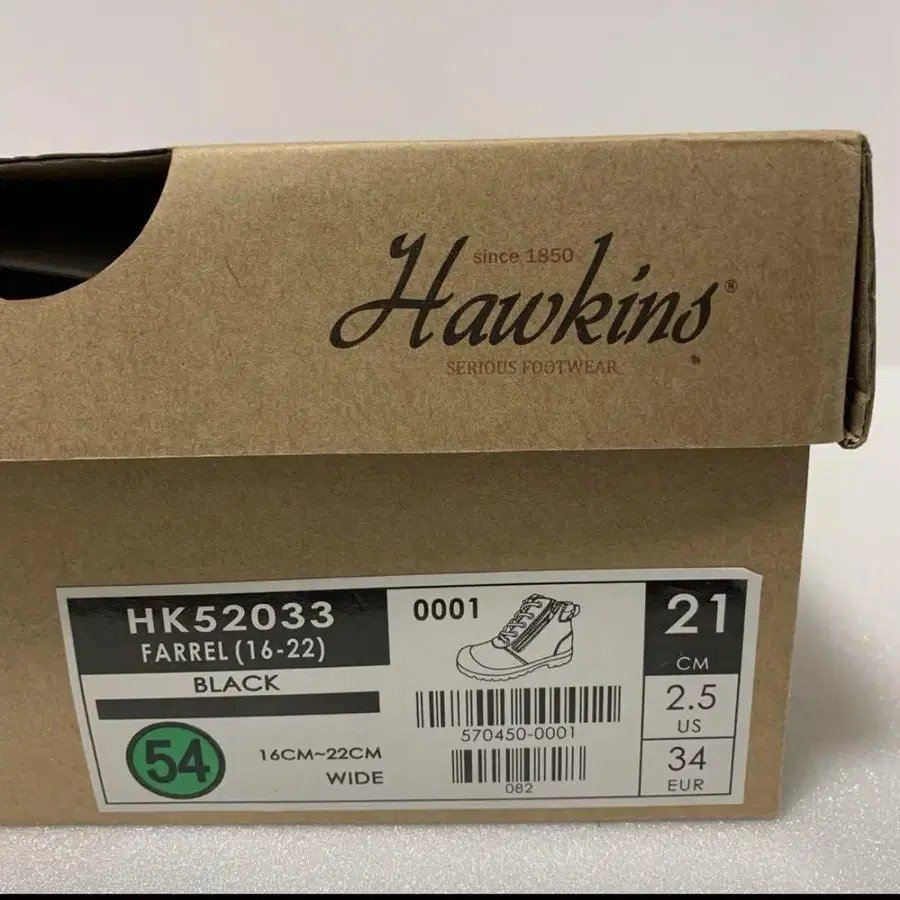 since 1850
Hawkins®
SERIOUS FOOTWEAR
HK52033
FARREL (16-22)
BLACK
54
16CM~22CM
WIDE
0001
570450-0001
082
21
CM
2.5
US
34
EUR